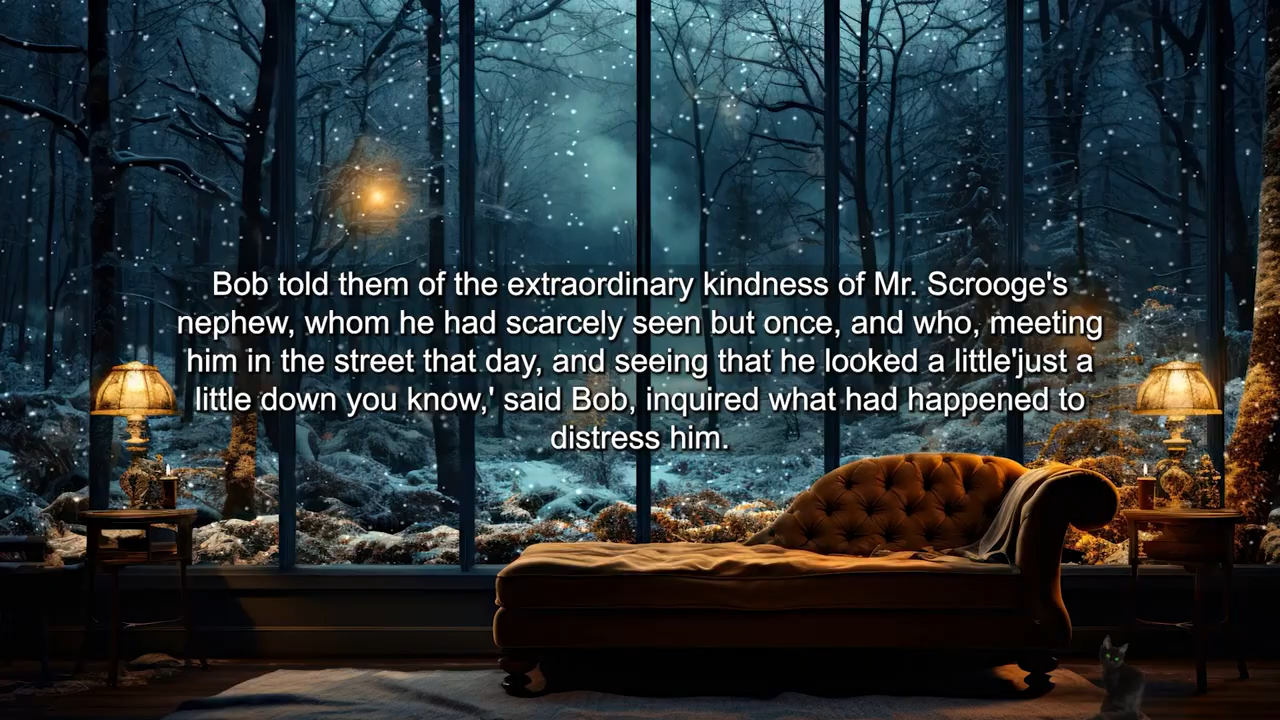 Bob told them of the extraordinary kindness of Mr. Scrooge's
nephew, whom he had scarcely seen but once, and who, meeting
him in the street that day, and seeing that he looked a little'just a
little down you know,' said Bob, inquired what had happened to
distress him.